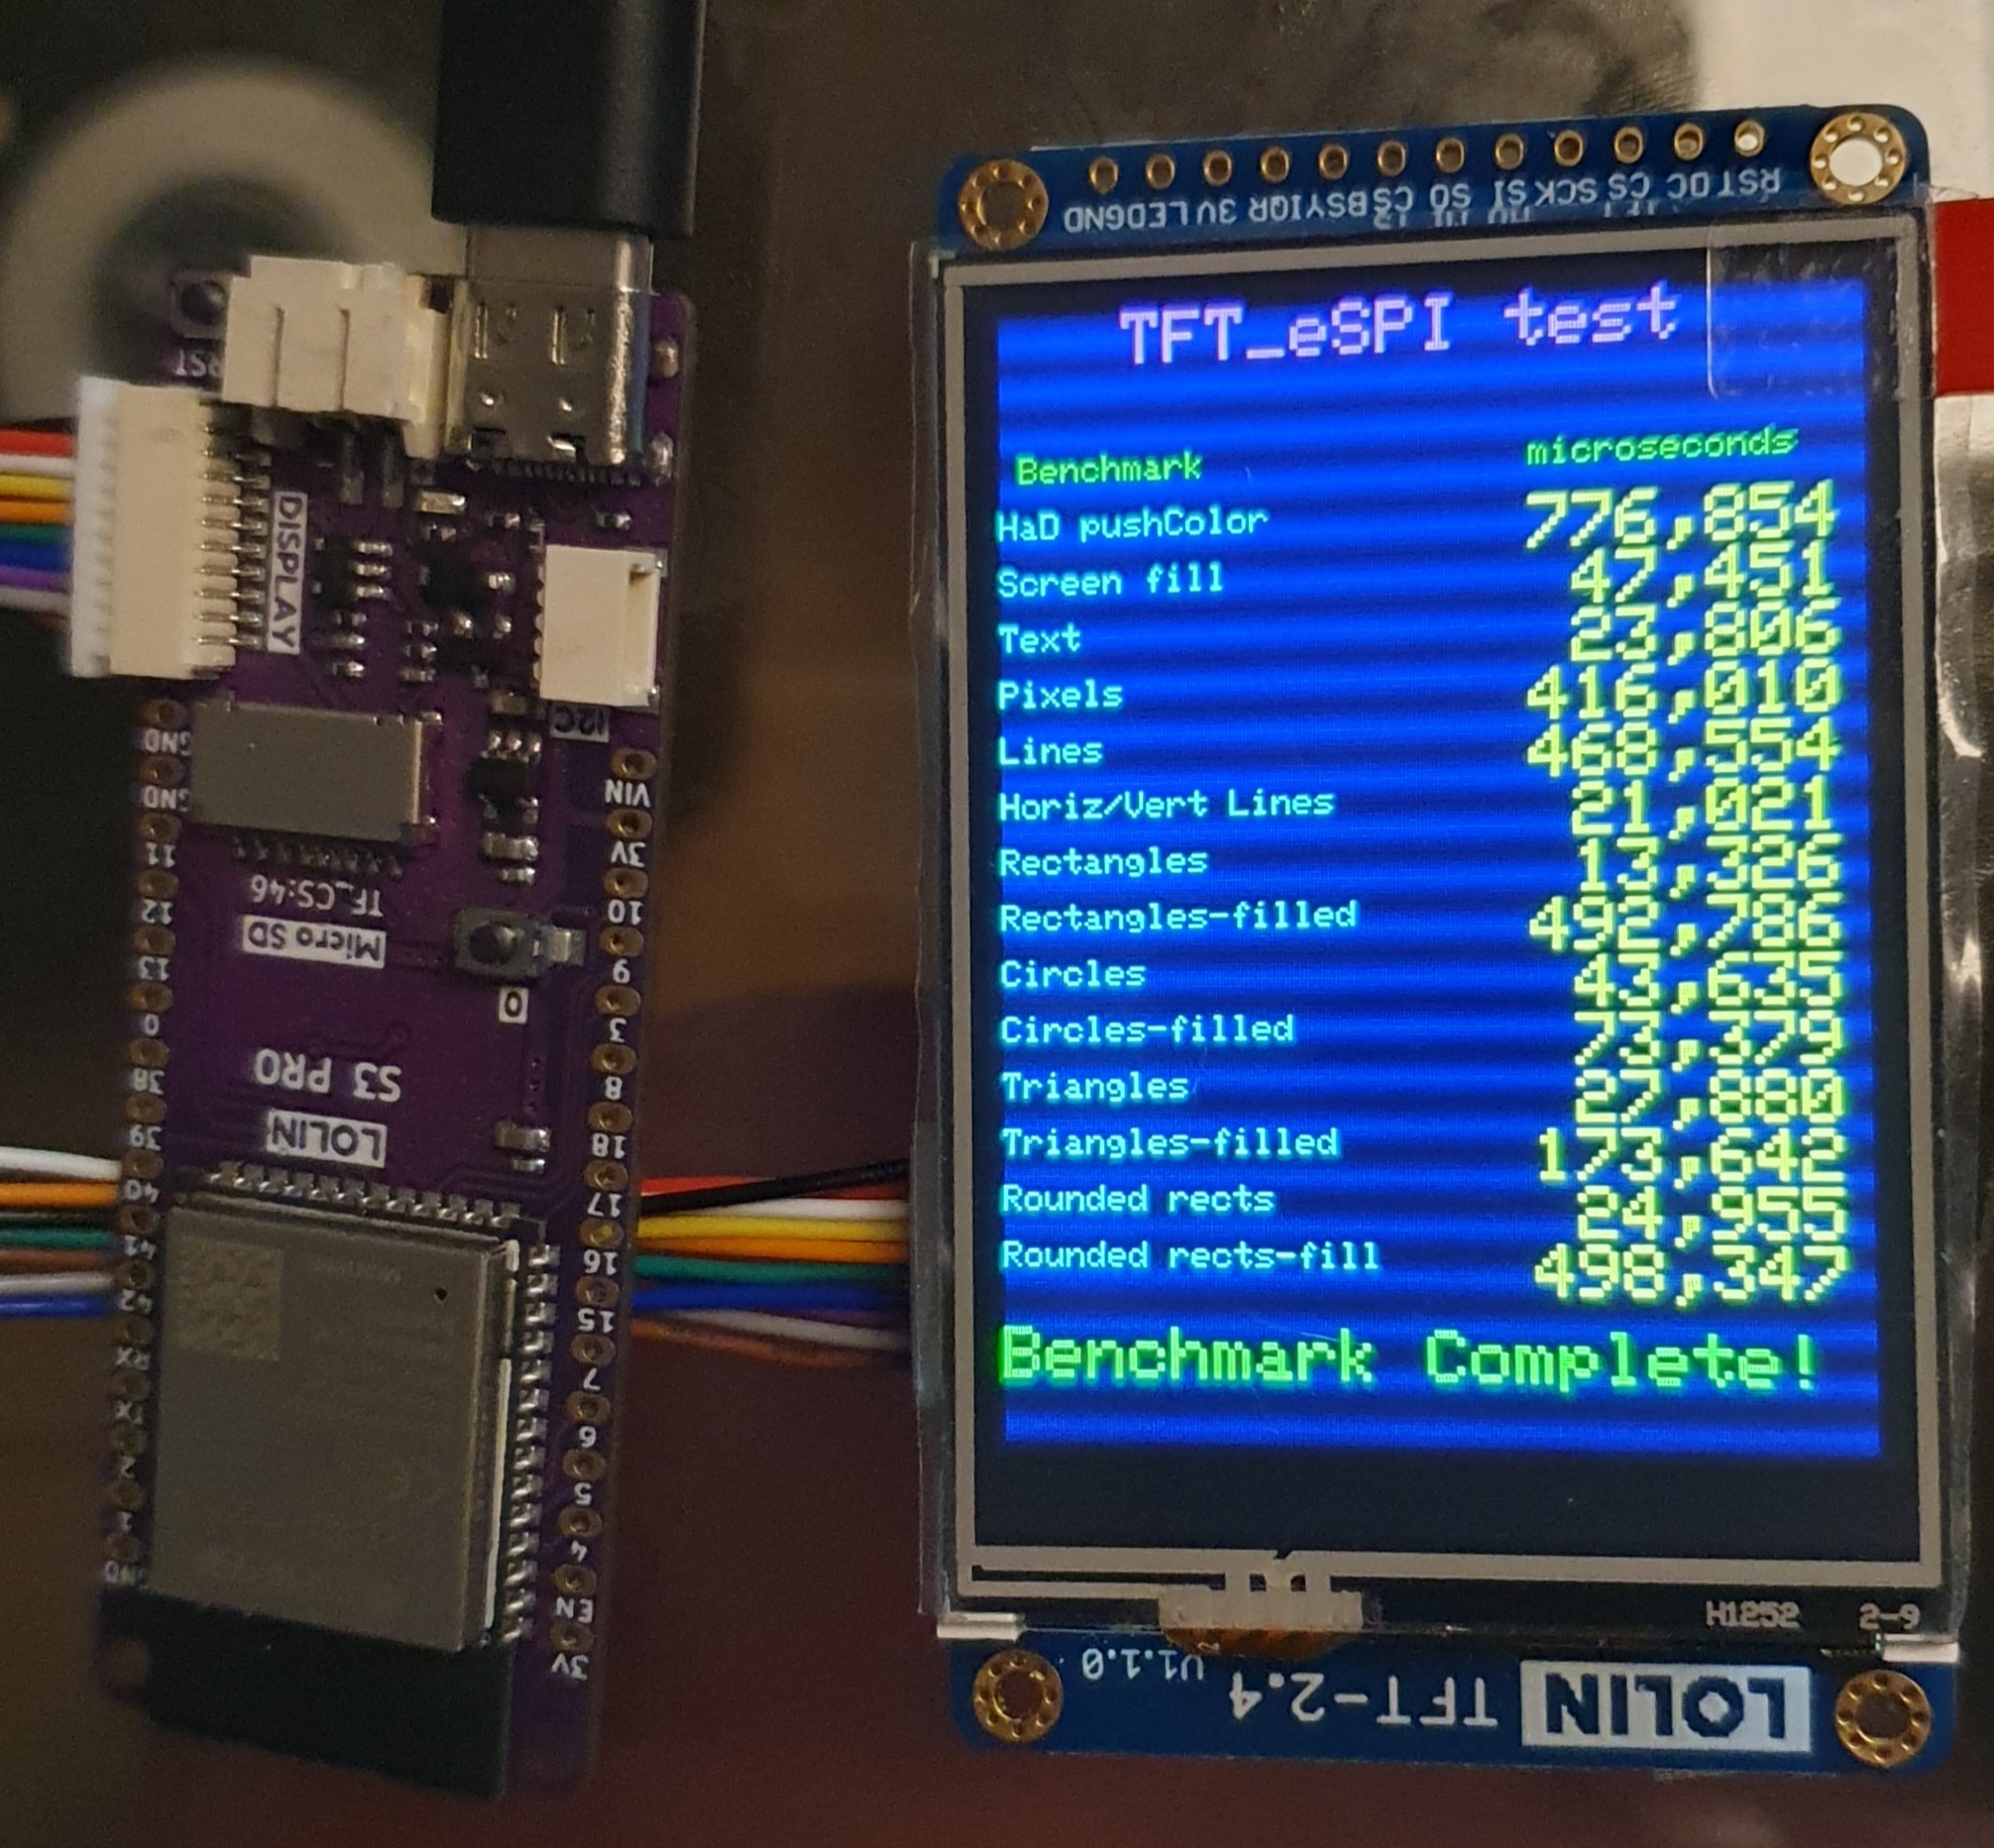 RST DC CS SCK SI SO CS BSY IQR 3V LED GND
TFT_eSPI test
Benchmark microseconds
HaD pushColor 776,854
Screen fill 47,451
Text 23,806
Pixels 416,010
Lines 468,554
Horiz/Vert Lines 21,021
Rectangles 13,326
Rectangles-filled 492,786
Circles 43,635
Circles-filled 73,379
Triangles 27,880
Triangles-filled 173,642
Rounded rects 24,955
Rounded rects-fill 498,347
Benchmark Complete!
H1252 2-9
LOLIN TFT-2.4 V1.1.0
RST
DISPLAY
I2C
GND
GND
11
12
13
0
38
39
40
41
42
RX
TX
2
1
GND
VIN
3V
10
9
3
8
18
17
16
15
7
6
5
4
EN
3V
TF_CS:46
Micro SD
0
LOLIN
S3 PRO